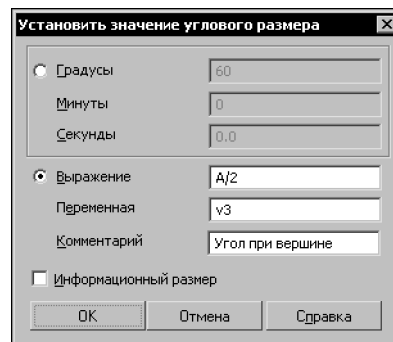 Установить значение углового размера
Градусы 60
Минуты 0
Секунды 0.0
Выражение A/2
Переменная v3
Комментарий Угол при вершине
Информационный размер
OK Отмена Справка